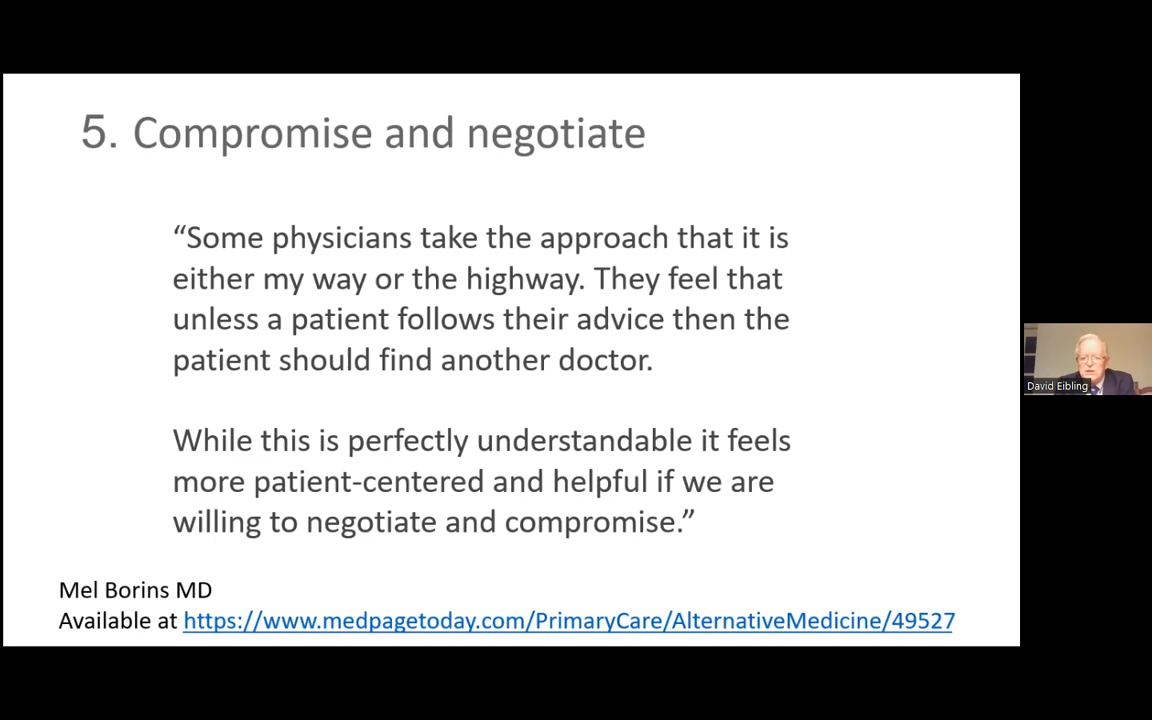 5. Compromise and negotiate
“Some physicians take the approach that it is
either my way or the highway. They feel that
unless a patient follows their advice then the
patient should find another doctor.
While this is perfectly understandable it feels
more patient-centered and helpful if we are
willing to negotiate and compromise.”
Mel Borins MD
Available at https://www.medpagetoday.com/PrimaryCare/AlternativeMedicine/49527
David Eibling